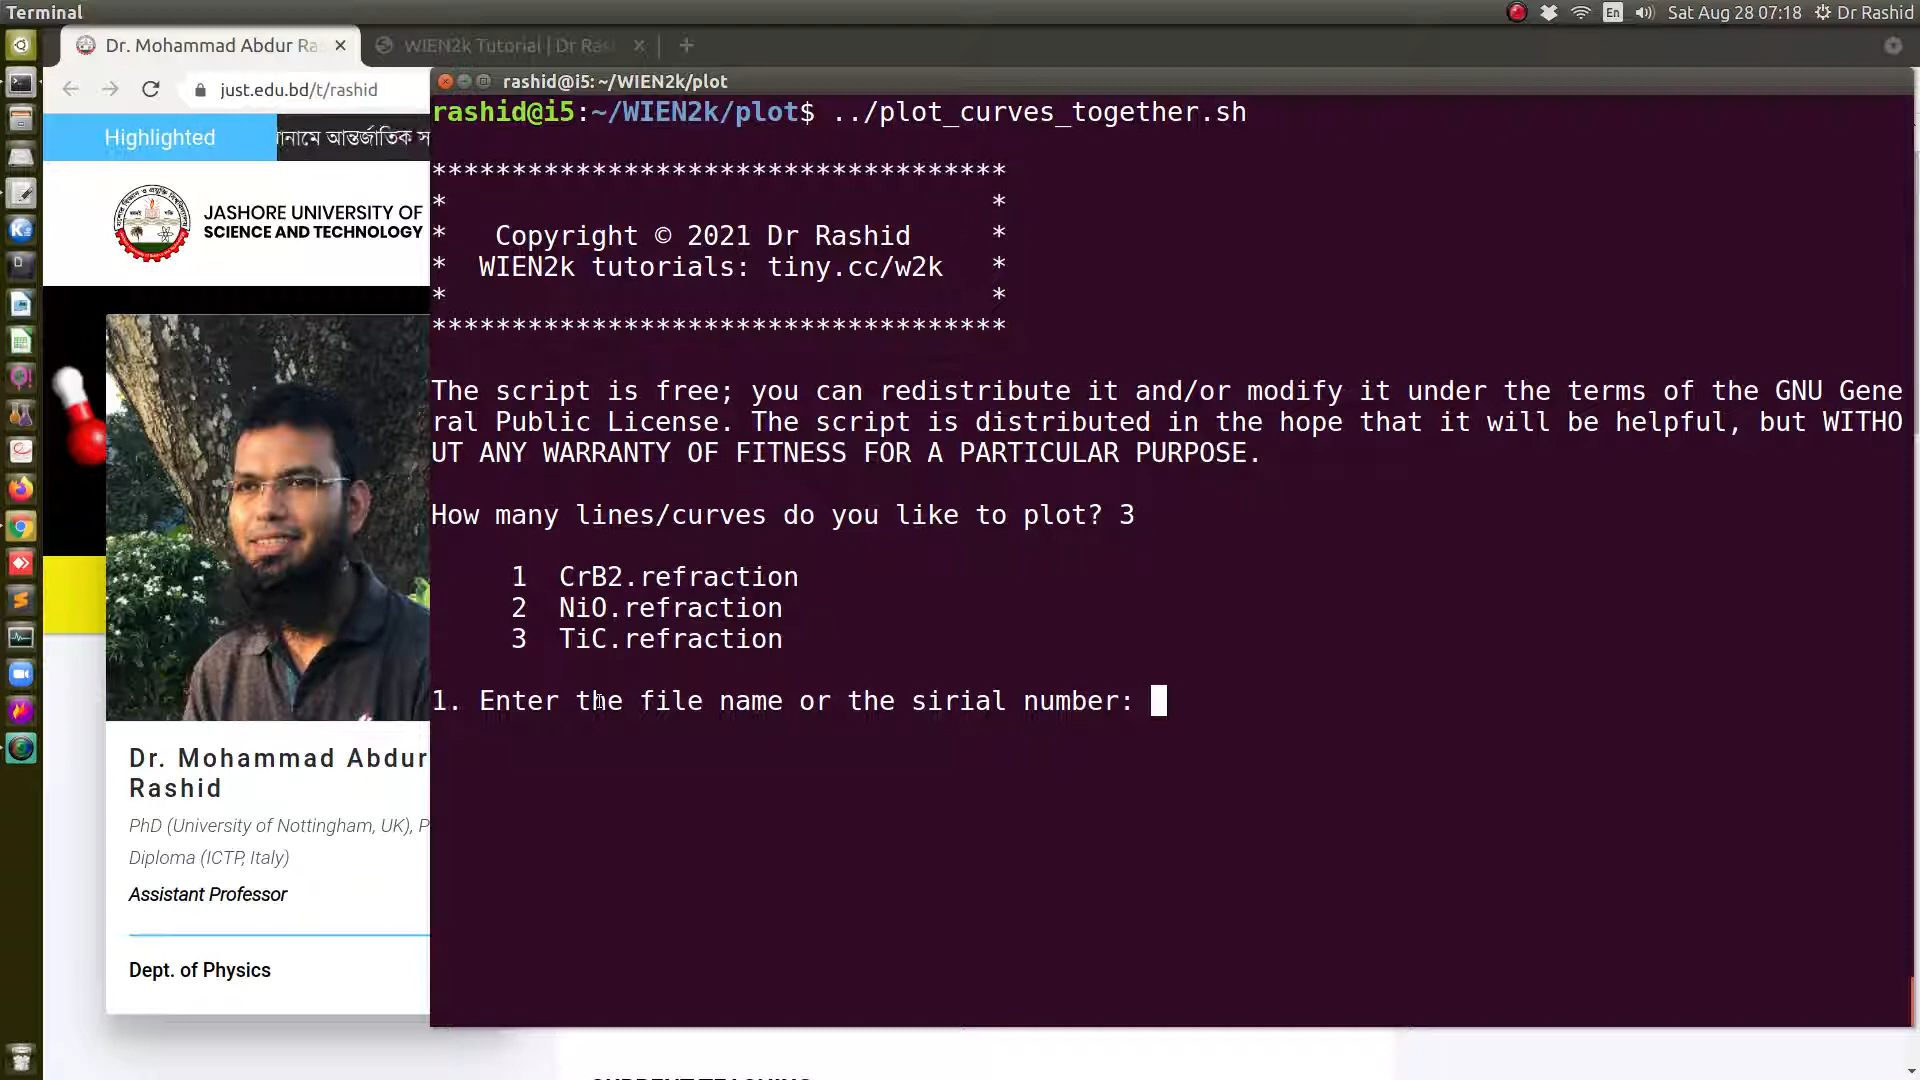 Terminal
En
Sat Aug 28 07:18
Dr Rashid
Dr. Mohammad Abdur Ra
WIEN2k Tutorial | Dr Ras
just.edu.bd/t/rashid
Highlighted
JASHORE UNIVERSITY OF
SCIENCE AND TECHNOLOGY
Dr. Mohammad Abdur
Rashid
PhD (University of Nottingham, UK), P
Diploma (ICTP, Italy)
Assistant Professor
Dept. of Physics
rashid@i5: ~/WIEN2k/plot
rashid@i5:~/WIEN2k/plot$ ../plot_curves_together.sh
************************************
* *
* Copyright © 2021 Dr Rashid *
* WIEN2k tutorials: tiny.cc/w2k *
* *
************************************
The script is free; you can redistribute it and/or modify it under the terms of the GNU Gene
ral Public License. The script is distributed in the hope that it will be helpful, but WITHO
UT ANY WARRANTY OF FITNESS FOR A PARTICULAR PURPOSE.
How many lines/curves do you like to plot? 3
1 CrB2.refraction
2 NiO.refraction
3 TiC.refraction
1. Enter the file name or the sirial number: